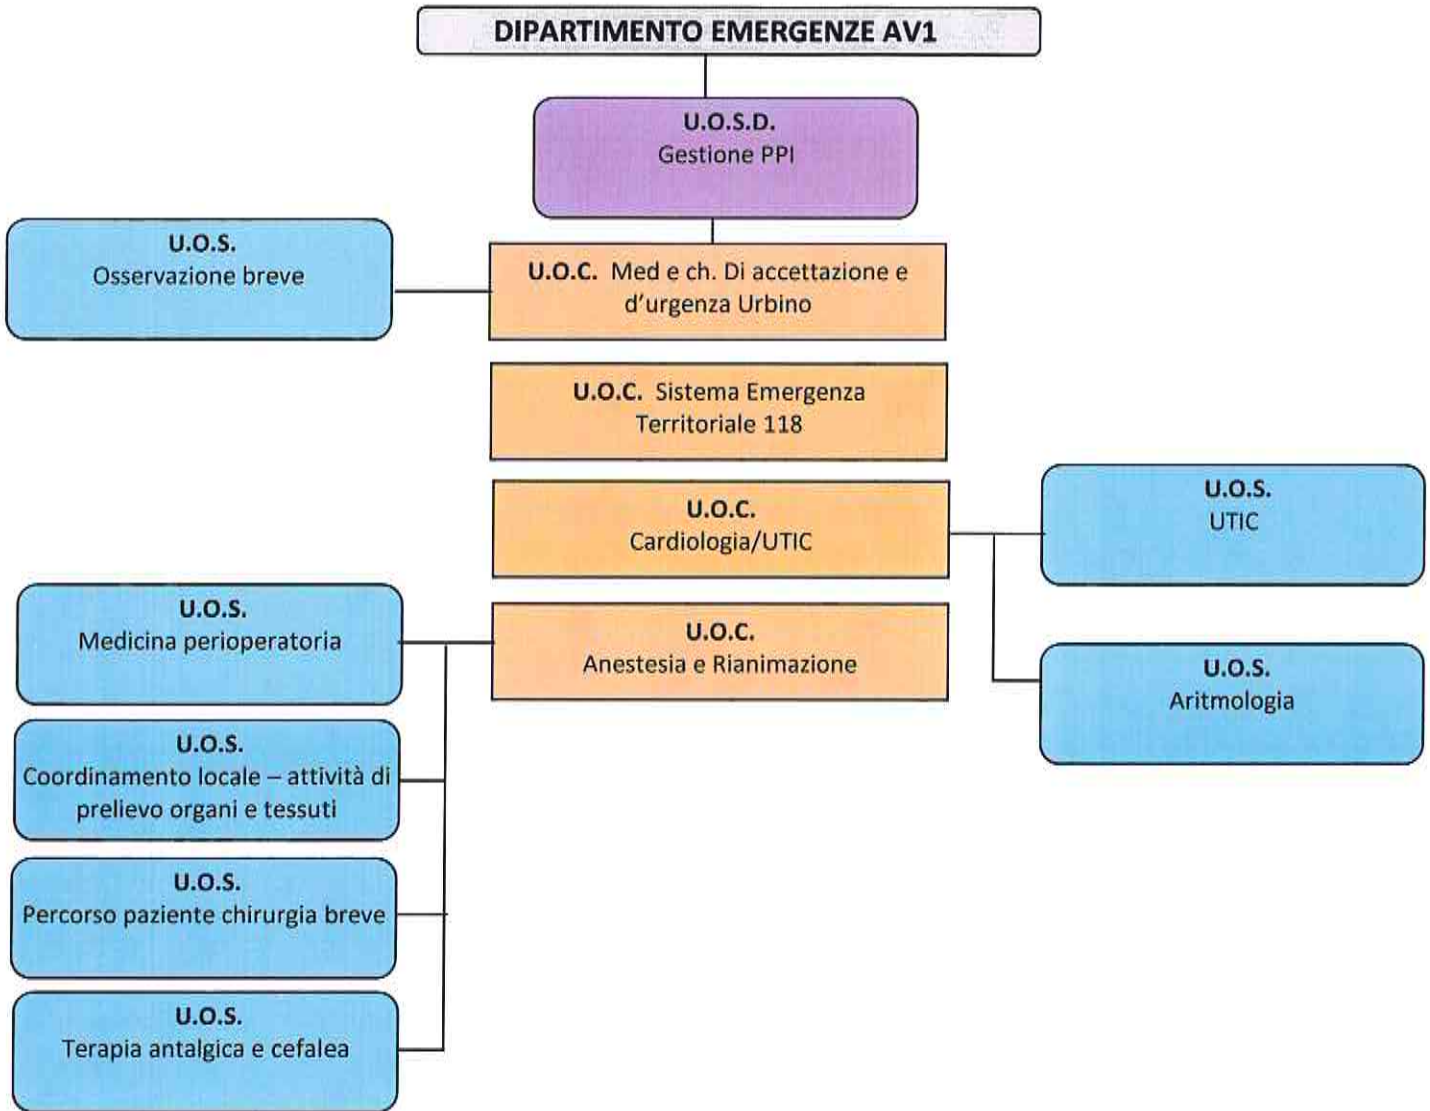 DIPARTIMENTO EMERGENZE AV1
U.O.S.D.
Gestione PPI
U.O.S.
Osservazione breve
U.O.C. Med e ch. Di accettazione e
d'urgenza Urbino
U.O.C. Sistema Emergenza
Territoriale 118
U.O.C.
Cardiologia/UTIC
U.O.S.
UTIC
U.O.S.
Medicina perioperatoria
U.O.C.
Anestesia e Rianimazione
U.O.S.
Aritmologia
U.O.S.
Coordinamento locale – attività di
prelievo organi e tessuti
U.O.S.
Percorso paziente chirurgia breve
U.O.S.
Terapia antalgica e cefalea